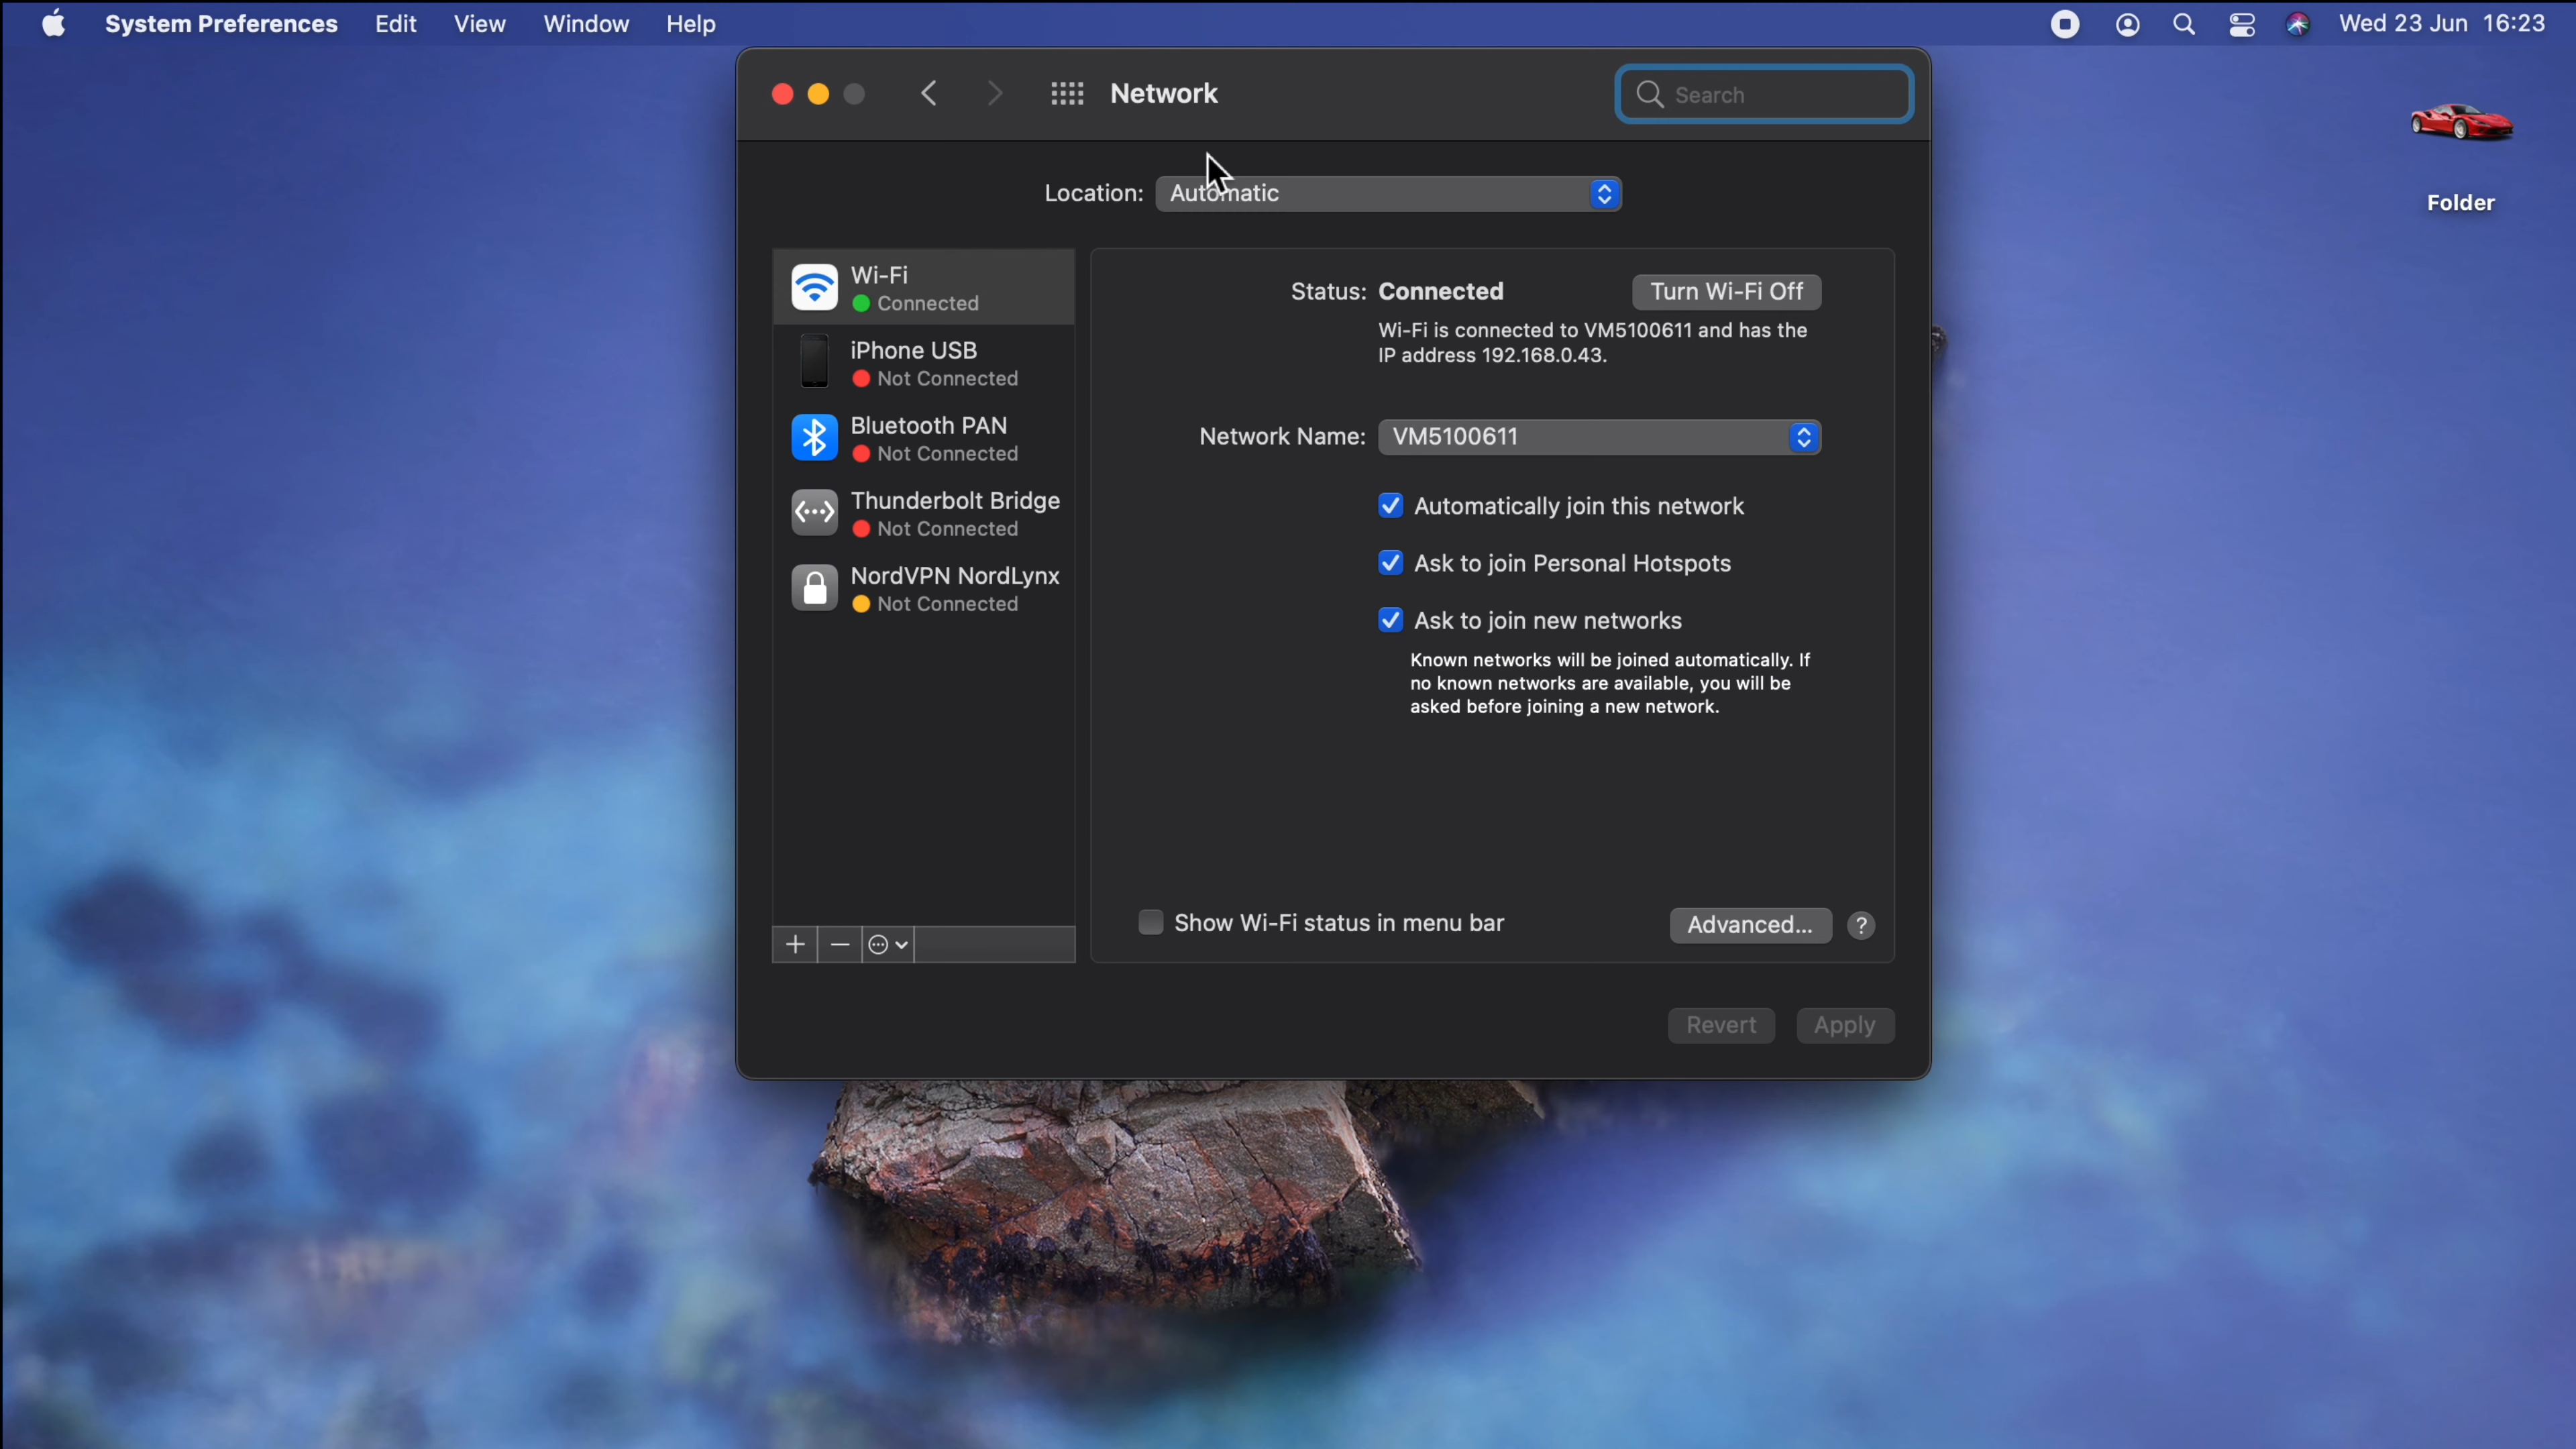 System Preferences Edit View Window Help Wed 23 Jun 16:23
Network
Search
Folder
Location: Automatic
Wi-Fi
Connected
iPhone USB
Not Connected
Bluetooth PAN
Not Connected
Thunderbolt Bridge
Not Connected
NordVPN NordLynx
Not Connected
Status: Connected
Turn Wi-Fi Off
Wi-Fi is connected to VM5100611 and has the
IP address 192.168.0.43.
Network Name: VM5100611
Automatically join this network
Ask to join Personal Hotspots
Ask to join new networks
Known networks will be joined automatically. If
no known networks are available, you will be
asked before joining a new network.
Show Wi-Fi status in menu bar
Advanced...
?
Revert
Apply